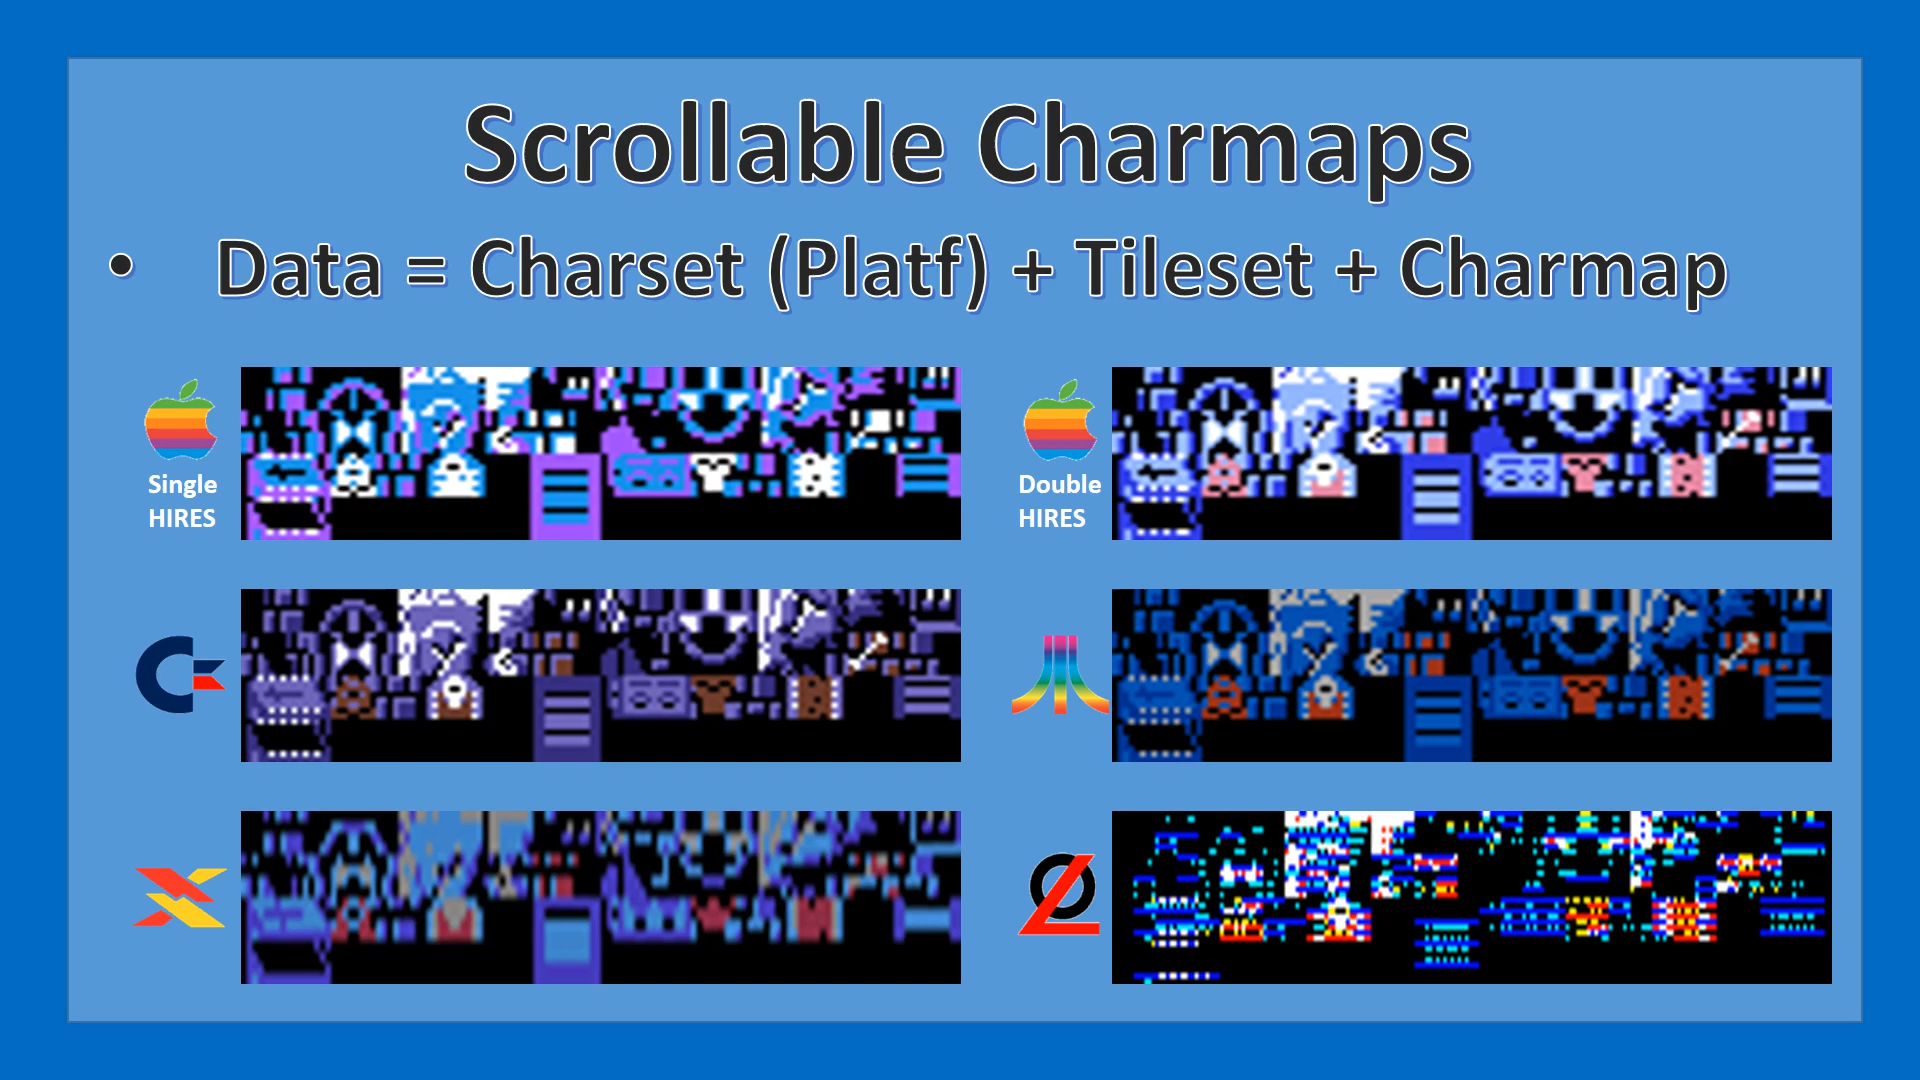 Scrollable Charmaps
• Data = Charset (Platf) + Tileset + Charmap
Single
HIRES
Double
HIRES